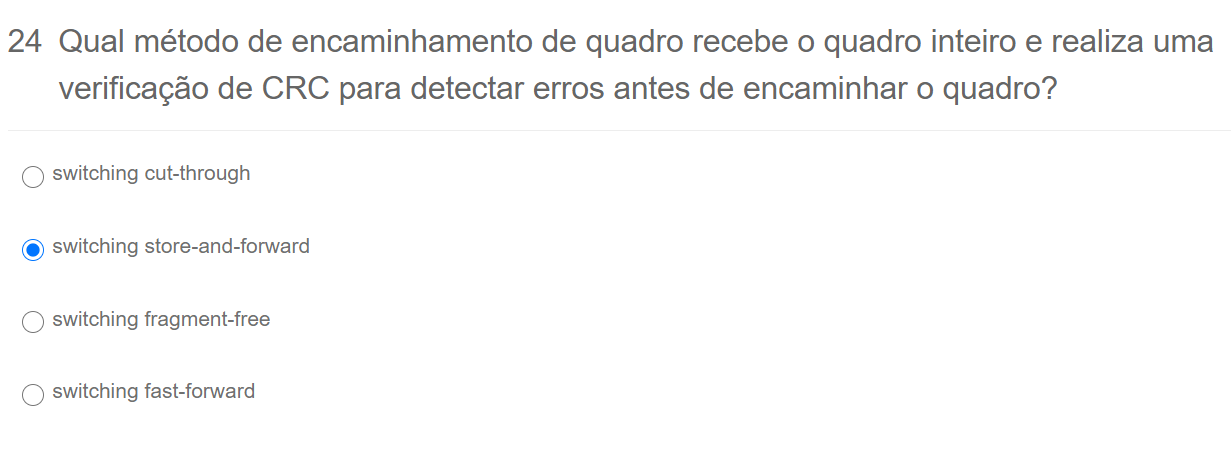 24 Qual método de encaminhamento de quadro recebe o quadro inteiro e realiza uma
verificação de CRC para detectar erros antes de encaminhar o quadro?
switching cut-through
switching store-and-forward
switching fragment-free
switching fast-forward